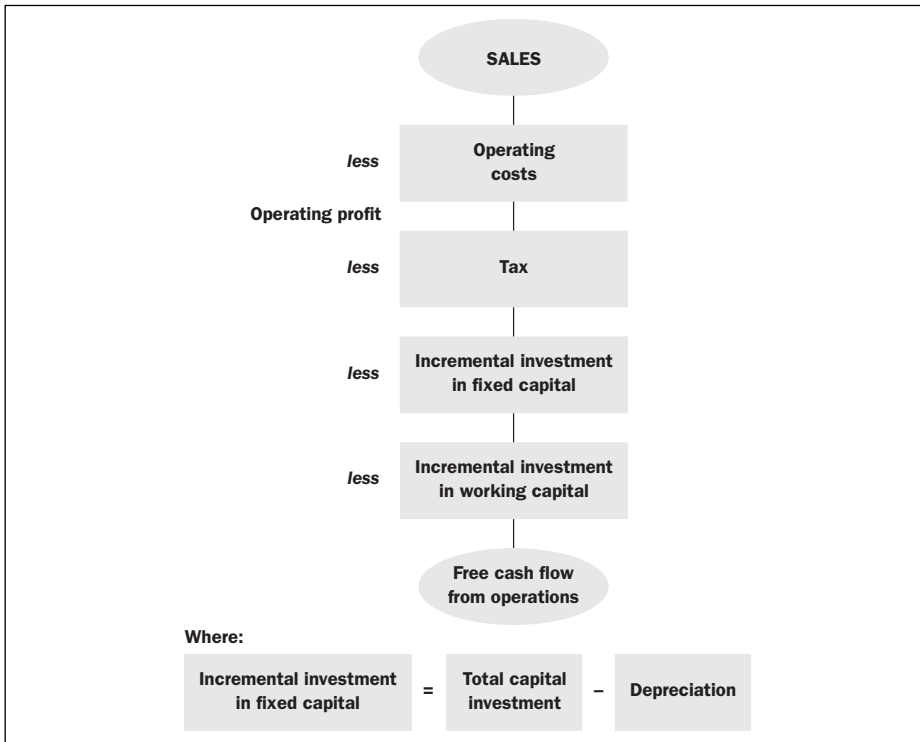 SALES
less
Operating
costs
Operating profit
less
Tax
less
Incremental investment
in fixed capital
less
Incremental investment
in working capital
Free cash flow
from operations
Where:
Incremental investment
in fixed capital
=
Total capital
investment
–
Depreciation